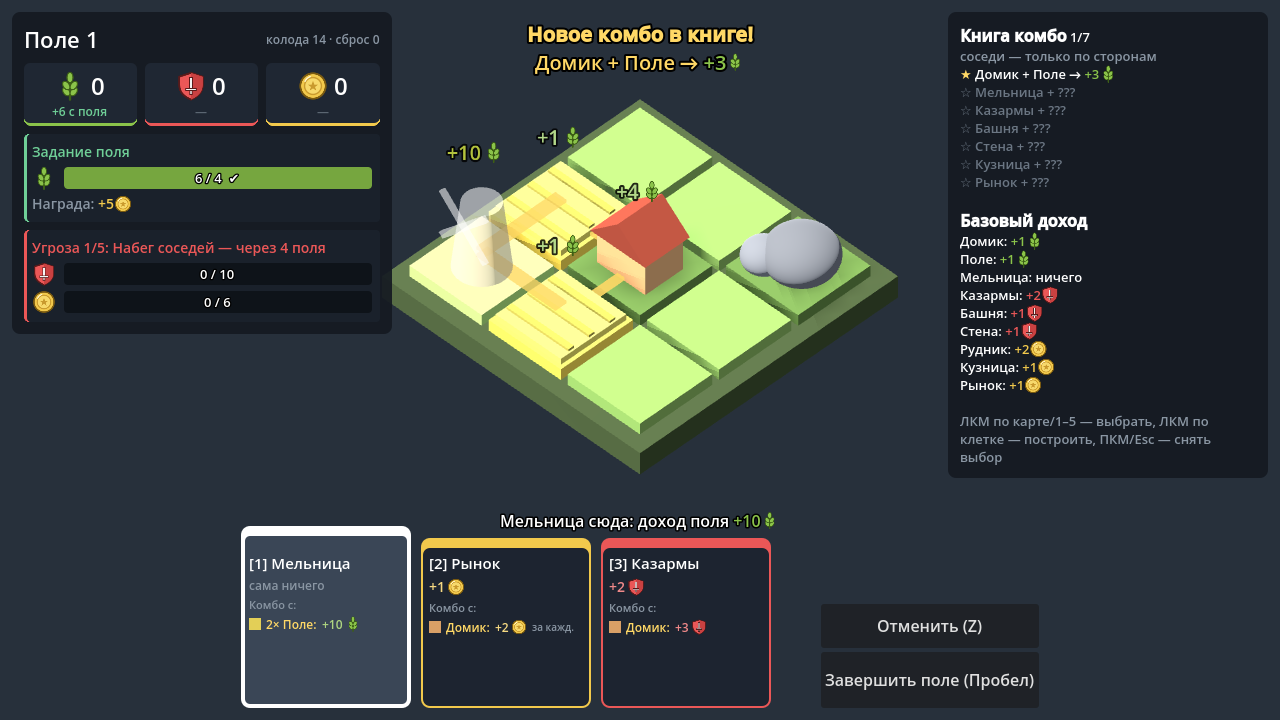 Поле 1
колода 14 · сброс 0
0
+6 с поля
0
—
0
—
Задание поля
6 / 4 ✔
Награда: +5
Угроза 1/5: Набег соседей — через 4 поля
0 / 10
0 / 6
Новое комбо в книге!
Домик + Поле → +3
+10
+1
+4
+1
Книга комбо 1/7
соседи — только по сторонам
★ Домик + Поле → +3
☆ Мельница + ???
☆ Казармы + ???
☆ Башня + ???
☆ Стена + ???
☆ Кузница + ???
☆ Рынок + ???
Базовый доход
Домик: +1
Поле: +1
Мельница: ничего
Казармы: +2
Башня: +1
Стена: +1
Рудник: +2
Кузница: +1
Рынок: +1
ЛКМ по карте/1–5 — выбрать, ЛКМ по
клетке — построить, ПКМ/Esc — снять
выбор
Мельница сюда: доход поля +10
[1] Мельница
сама ничего
Комбо с:
2× Поле: +10
[2] Рынок
+1
Комбо с:
Домик: +2 за кажд.
[3] Казармы
+2
Комбо с:
Домик: +3
Отменить (Z)
Завершить поле (Пробел)